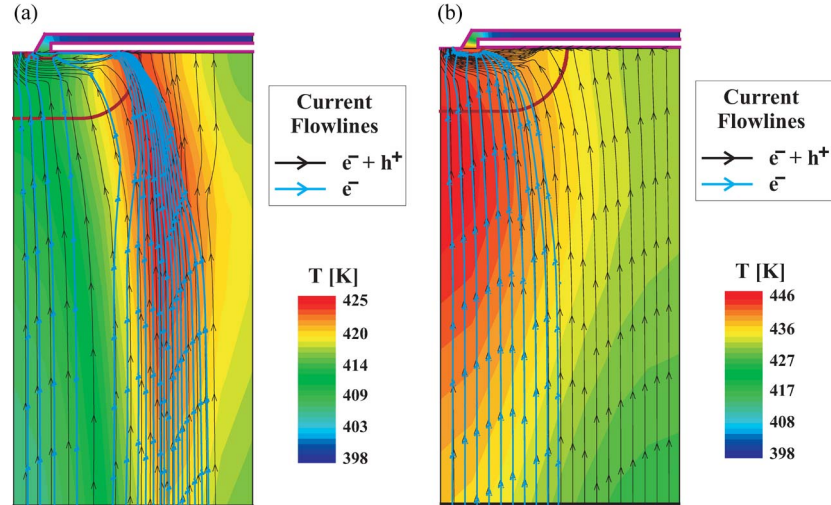 (a)
Current
Flowlines
e⁻ + h⁺
e⁻
T [K]
425
420
414
409
403
398
(b)
Current
Flowlines
e⁻ + h⁺
e⁻
T [K]
446
436
427
417
408
398